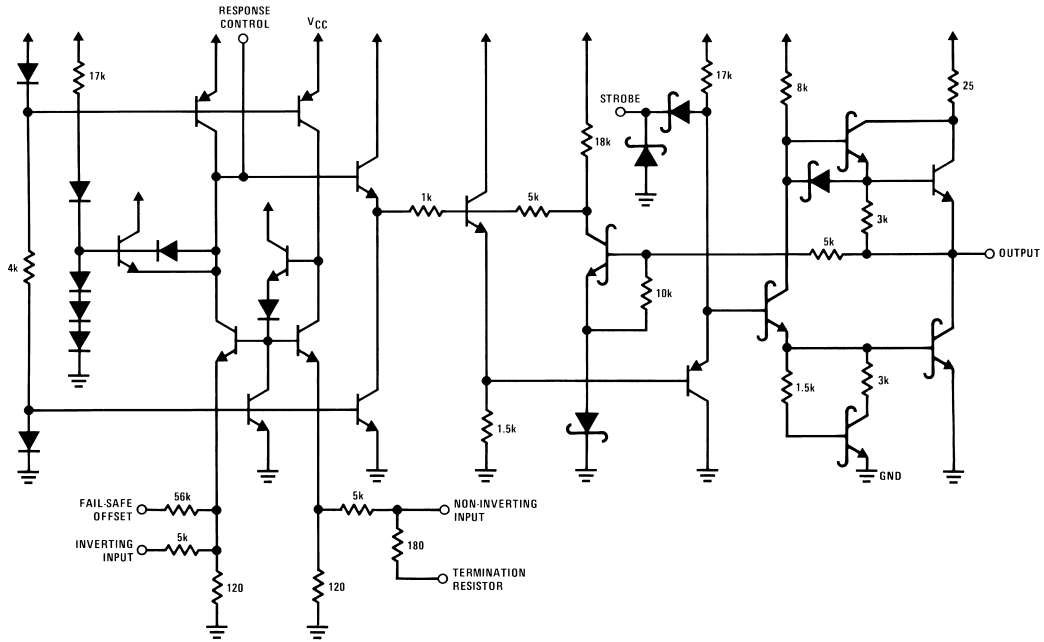 RESPONSE
CONTROL
VCC
17k
17k
8k
25
STROBE
18k
1k
5k
3k
5k
OUTPUT
4k
10k
1.5k
3k
1.5k
GND
FAIL-SAFE
OFFSET
56k
5k
NON-INVERTING
INPUT
INVERTING
INPUT
5k
180
120
120
TERMINATION
RESISTOR